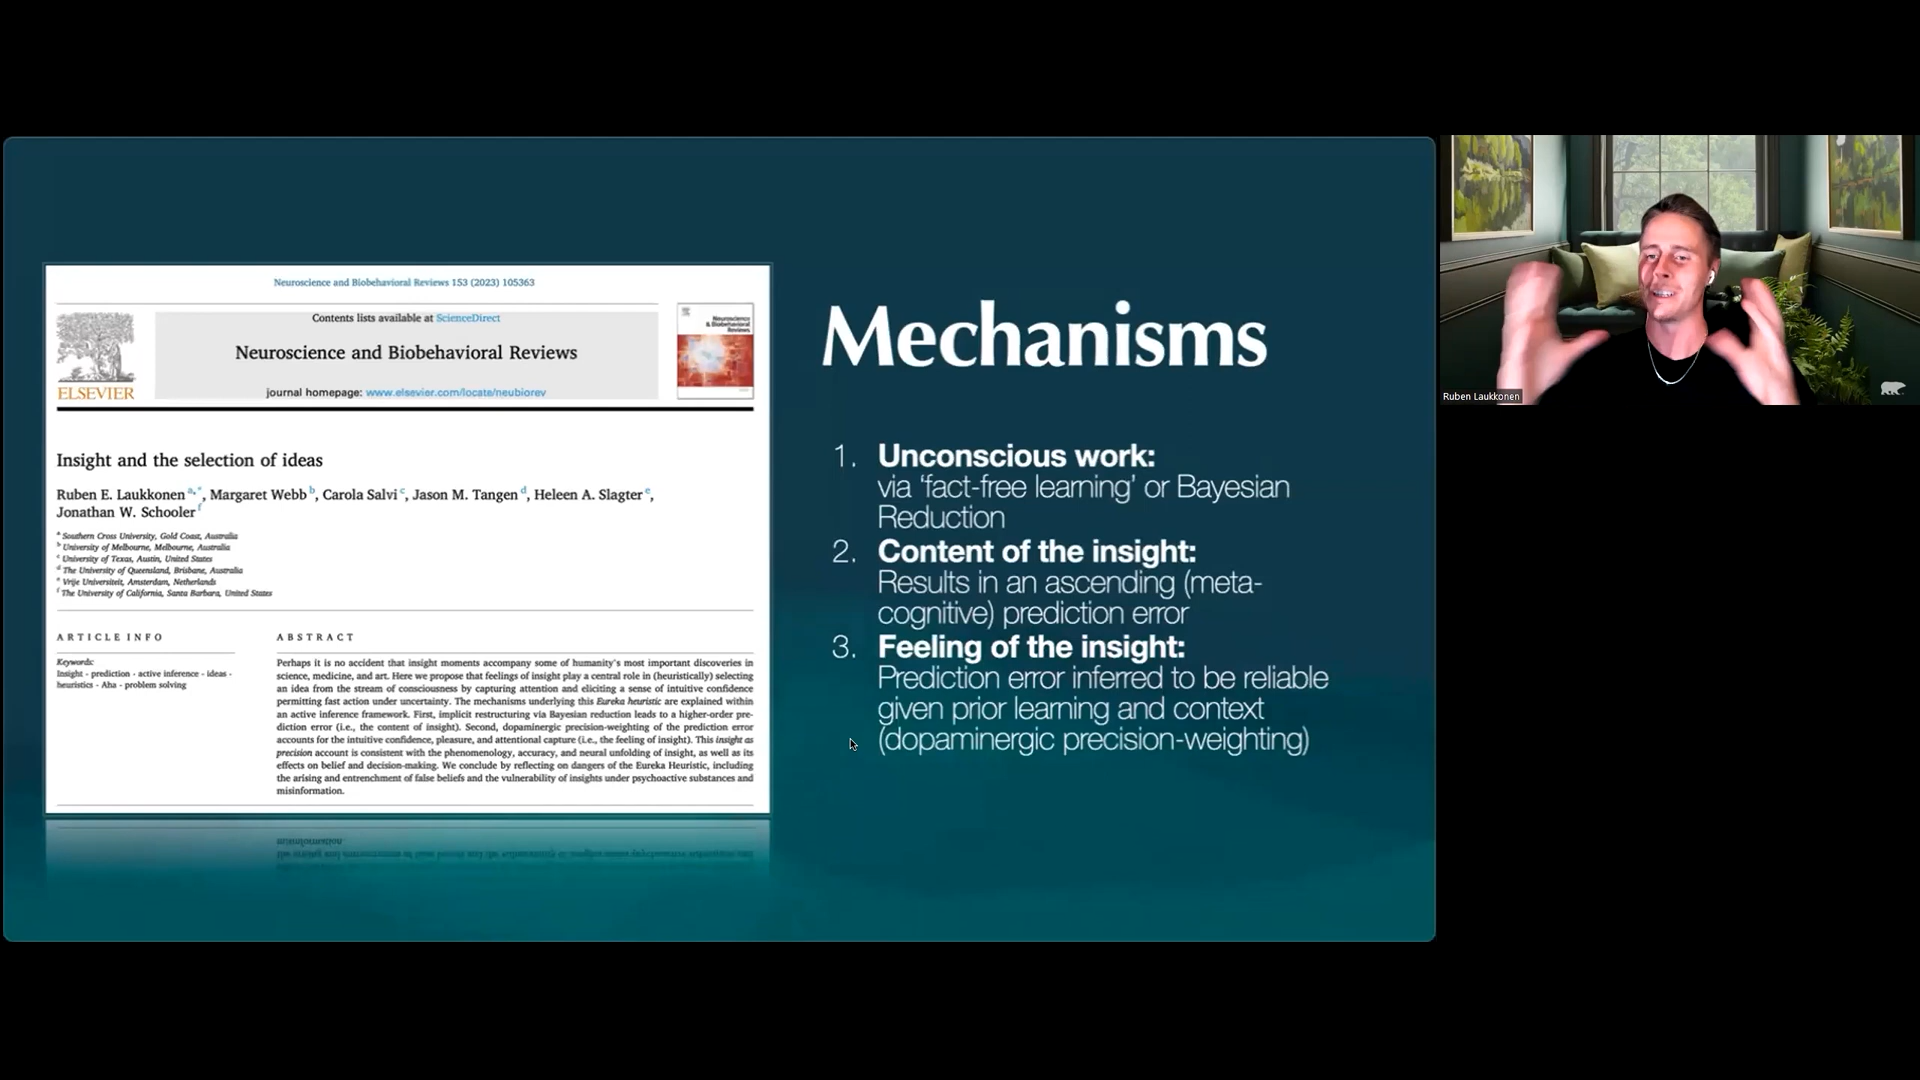 Neuroscience and Biobehavioral Reviews 153 (2023) 105363
Contents lists available at ScienceDirect
Neuroscience and Biobehavioral Reviews
journal homepage: www.elsevier.com/locate/neubiorev
ELSEVIER
Neuroscience
& Biobehavioral
Reviews
Insight and the selection of ideas
Ruben E. Laukkonen a,*, Margaret Webb b, Carola Salvi c, Jason M. Tangen d, Heleen A. Slagter e,
Jonathan W. Schooler f
a Southern Cross University, Gold Coast, Australia
b University of Melbourne, Melbourne, Australia
c University of Texas, Austin, United States
d The University of Queensland, Brisbane, Australia
e Vrije Universiteit, Amsterdam, Netherlands
f The University of California, Santa Barbara, United States
ARTICLE INFO
Keywords:
Insight - prediction - active inference - ideas -
heuristics - Aha - problem solving
ABSTRACT
Perhaps it is no accident that insight moments accompany some of humanity's most important discoveries in
science, medicine, and art. Here we propose that feelings of insight play a central role in (heuristically) selecting
an idea from the stream of consciousness by capturing attention and eliciting a sense of intuitive confidence
permitting fast action under uncertainty. The mechanisms underlying this Eureka heuristic are explained within
an active inference framework. First, implicit restructuring via Bayesian reduction leads to a higher-order pre-
diction error (i.e., the content of insight). Second, dopaminergic precision-weighting of the prediction error
accounts for the intuitive confidence, pleasure, and attentional capture (i.e., the feeling of insight). This insight as
precision account is consistent with the phenomenology, accuracy, and neural unfolding of insight, as well as its
effects on belief and decision-making. We conclude by reflecting on dangers of the Eureka Heuristic, including
the arising and entrenchment of false beliefs and the vulnerability of insights under psychoactive substances and
misinformation.
Mechanisms
1. Unconscious work:
via 'fact-free learning' or Bayesian
Reduction
2. Content of the insight:
Results in an ascending (meta-
cognitive) prediction error
3. Feeling of the insight:
Prediction error inferred to be reliable
given prior learning and context
(dopaminergic precision-weighting)
Ruben Laukkonen